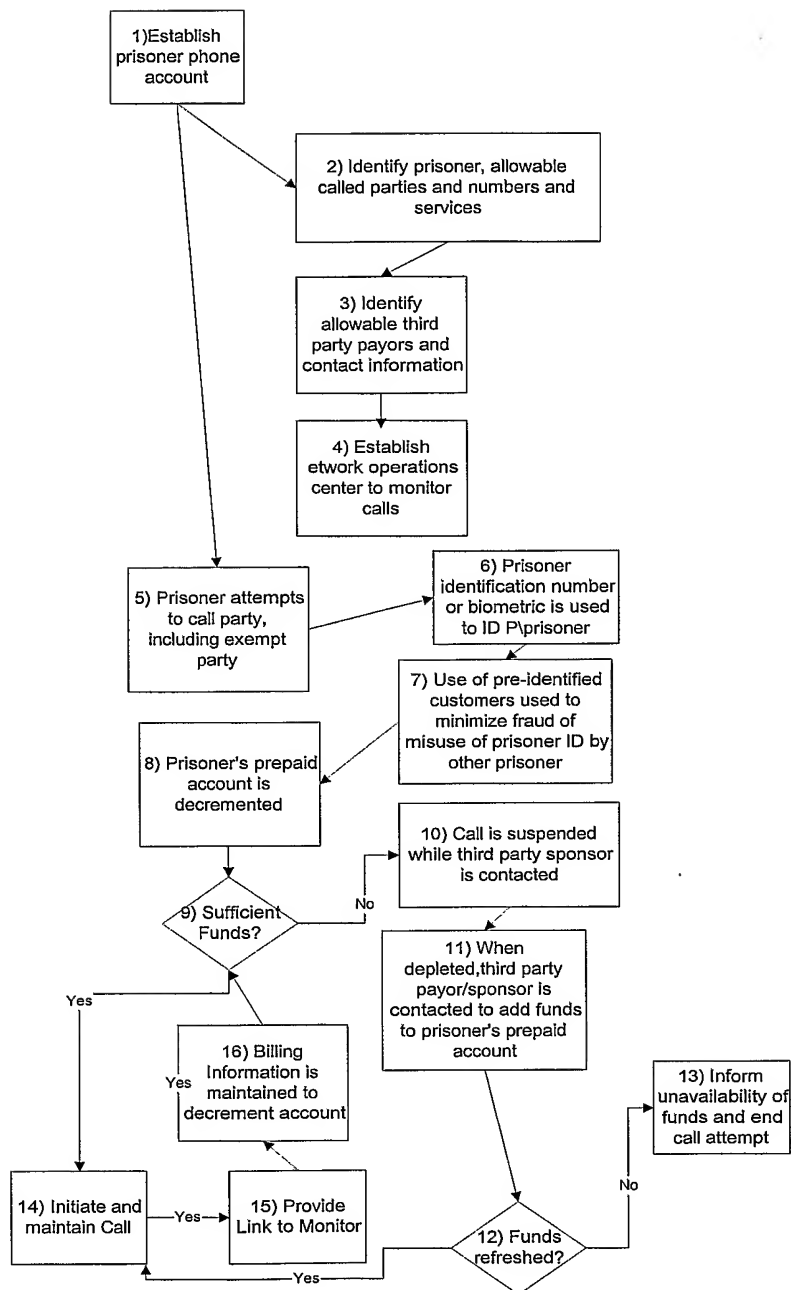 1)Establish
prisoner phone
account
2) Identify prisoner, allowable
called parties and numbers and
services
3) Identify
allowable third
party payors and
contact information
4) Establish
etwork operations
center to monitor
calls
5) Prisoner attempts
to call party,
including exempt
party
6) Prisoner
identification number
or biometric is used
to ID P\prisoner
7) Use of pre-identified
customers used to
minimize fraud of
misuse of prisoner ID by
other prisoner
8) Prisoner's prepaid
account is
decremented
9) Sufficient
Funds?
No
Yes
10) Call is suspended
while third party sponsor
is contacted
11) When
depleted,third party
payor/sponsor is
contacted to add funds
to prisoner's prepaid
account
12) Funds
refreshed?
No
Yes
13) Inform
unavailability of
funds and end
call attempt
14) Initiate and
maintain Call
Yes
15) Provide
Link to Monitor
16) Billing
Information is
maintained to
decrement account
Yes